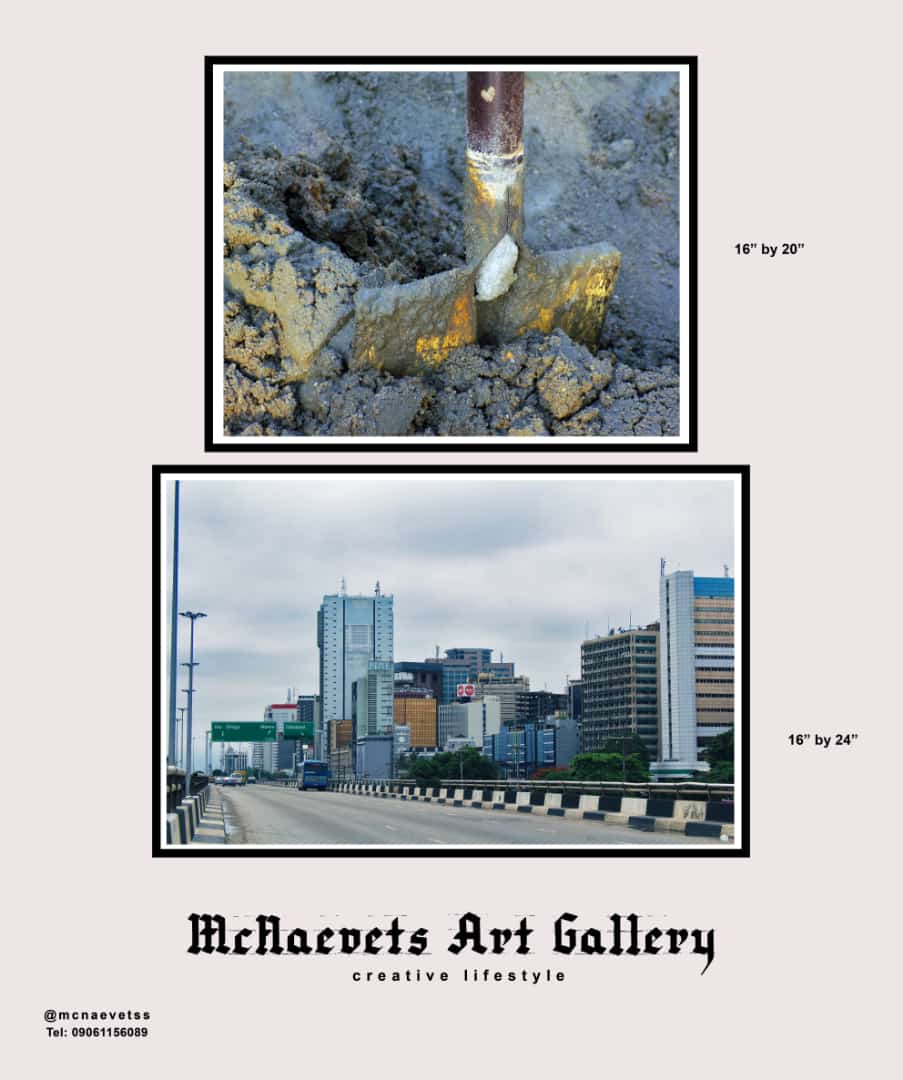 16” by 20”
16” by 24”
McNaevets Art Gallery
creative lifestyle
@mcnaevetss
Tel: 09061156089